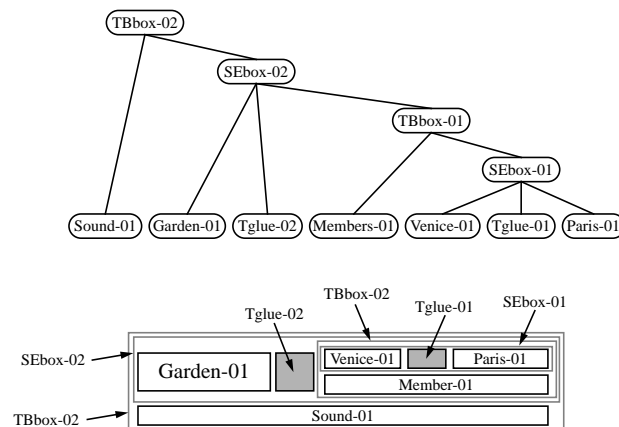 TBbox-02
SEbox-02
TBbox-01
SEbox-01
Sound-01 Garden-01 Tglue-02 Members-01 Venice-01 Tglue-01 Paris-01
TBbox-02 Tglue-01 SEbox-01
Tglue-02
SEbox-02
Garden-01
Venice-01 Paris-01
Member-01
TBbox-02
Sound-01